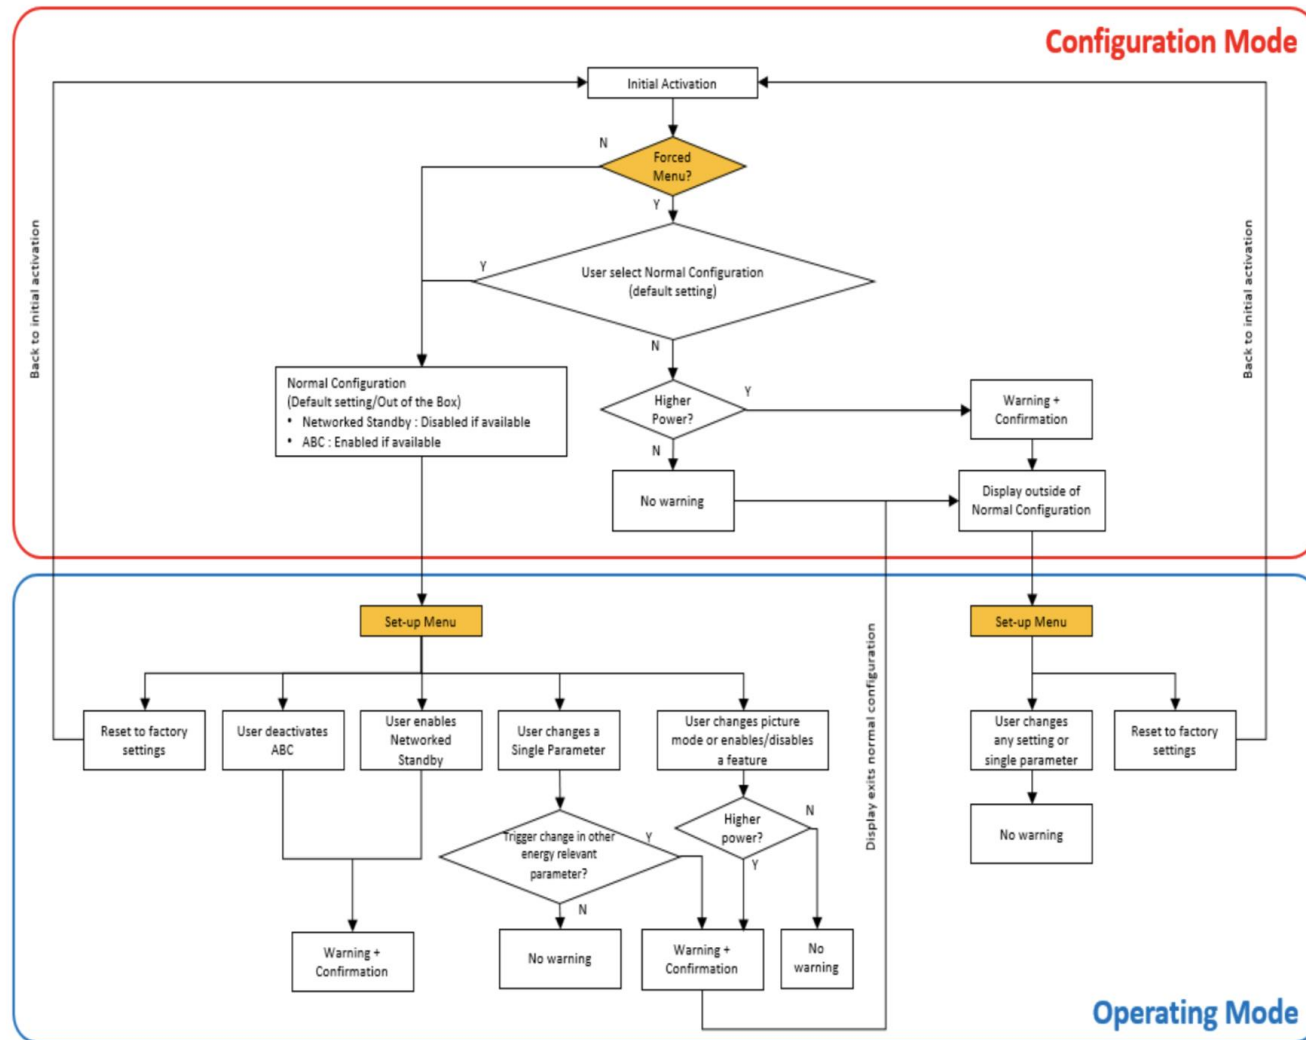 Configuration Mode
Initial Activation
N
Forced
Menu?
Y
Back to initial activation
Back to initial activation
Y
User select Normal Configuration
(default setting)
N
Normal Configuration
(Default setting/Out of the Box)
• Networked Standby : Disabled if available
• ABC : Enabled if available
Higher
Power?
Y
Warning +
Confirmation
N
No warning
Display outside of
Normal Configuration
Set-up Menu
Set-up Menu
Display exits normal configuration
Reset to factory
settings
User deactivates
ABC
User enables
Networked
Standby
User changes a
Single Parameter
User changes picture
mode or enables/disables
a feature
User changes
any setting or
single parameter
Reset to factory
settings
Trigger change in other
energy relevant
parameter?
Y
Higher
power?
N
Y
No warning
N
Warning +
Confirmation
No warning
Warning +
Confirmation
No
warning
Operating Mode